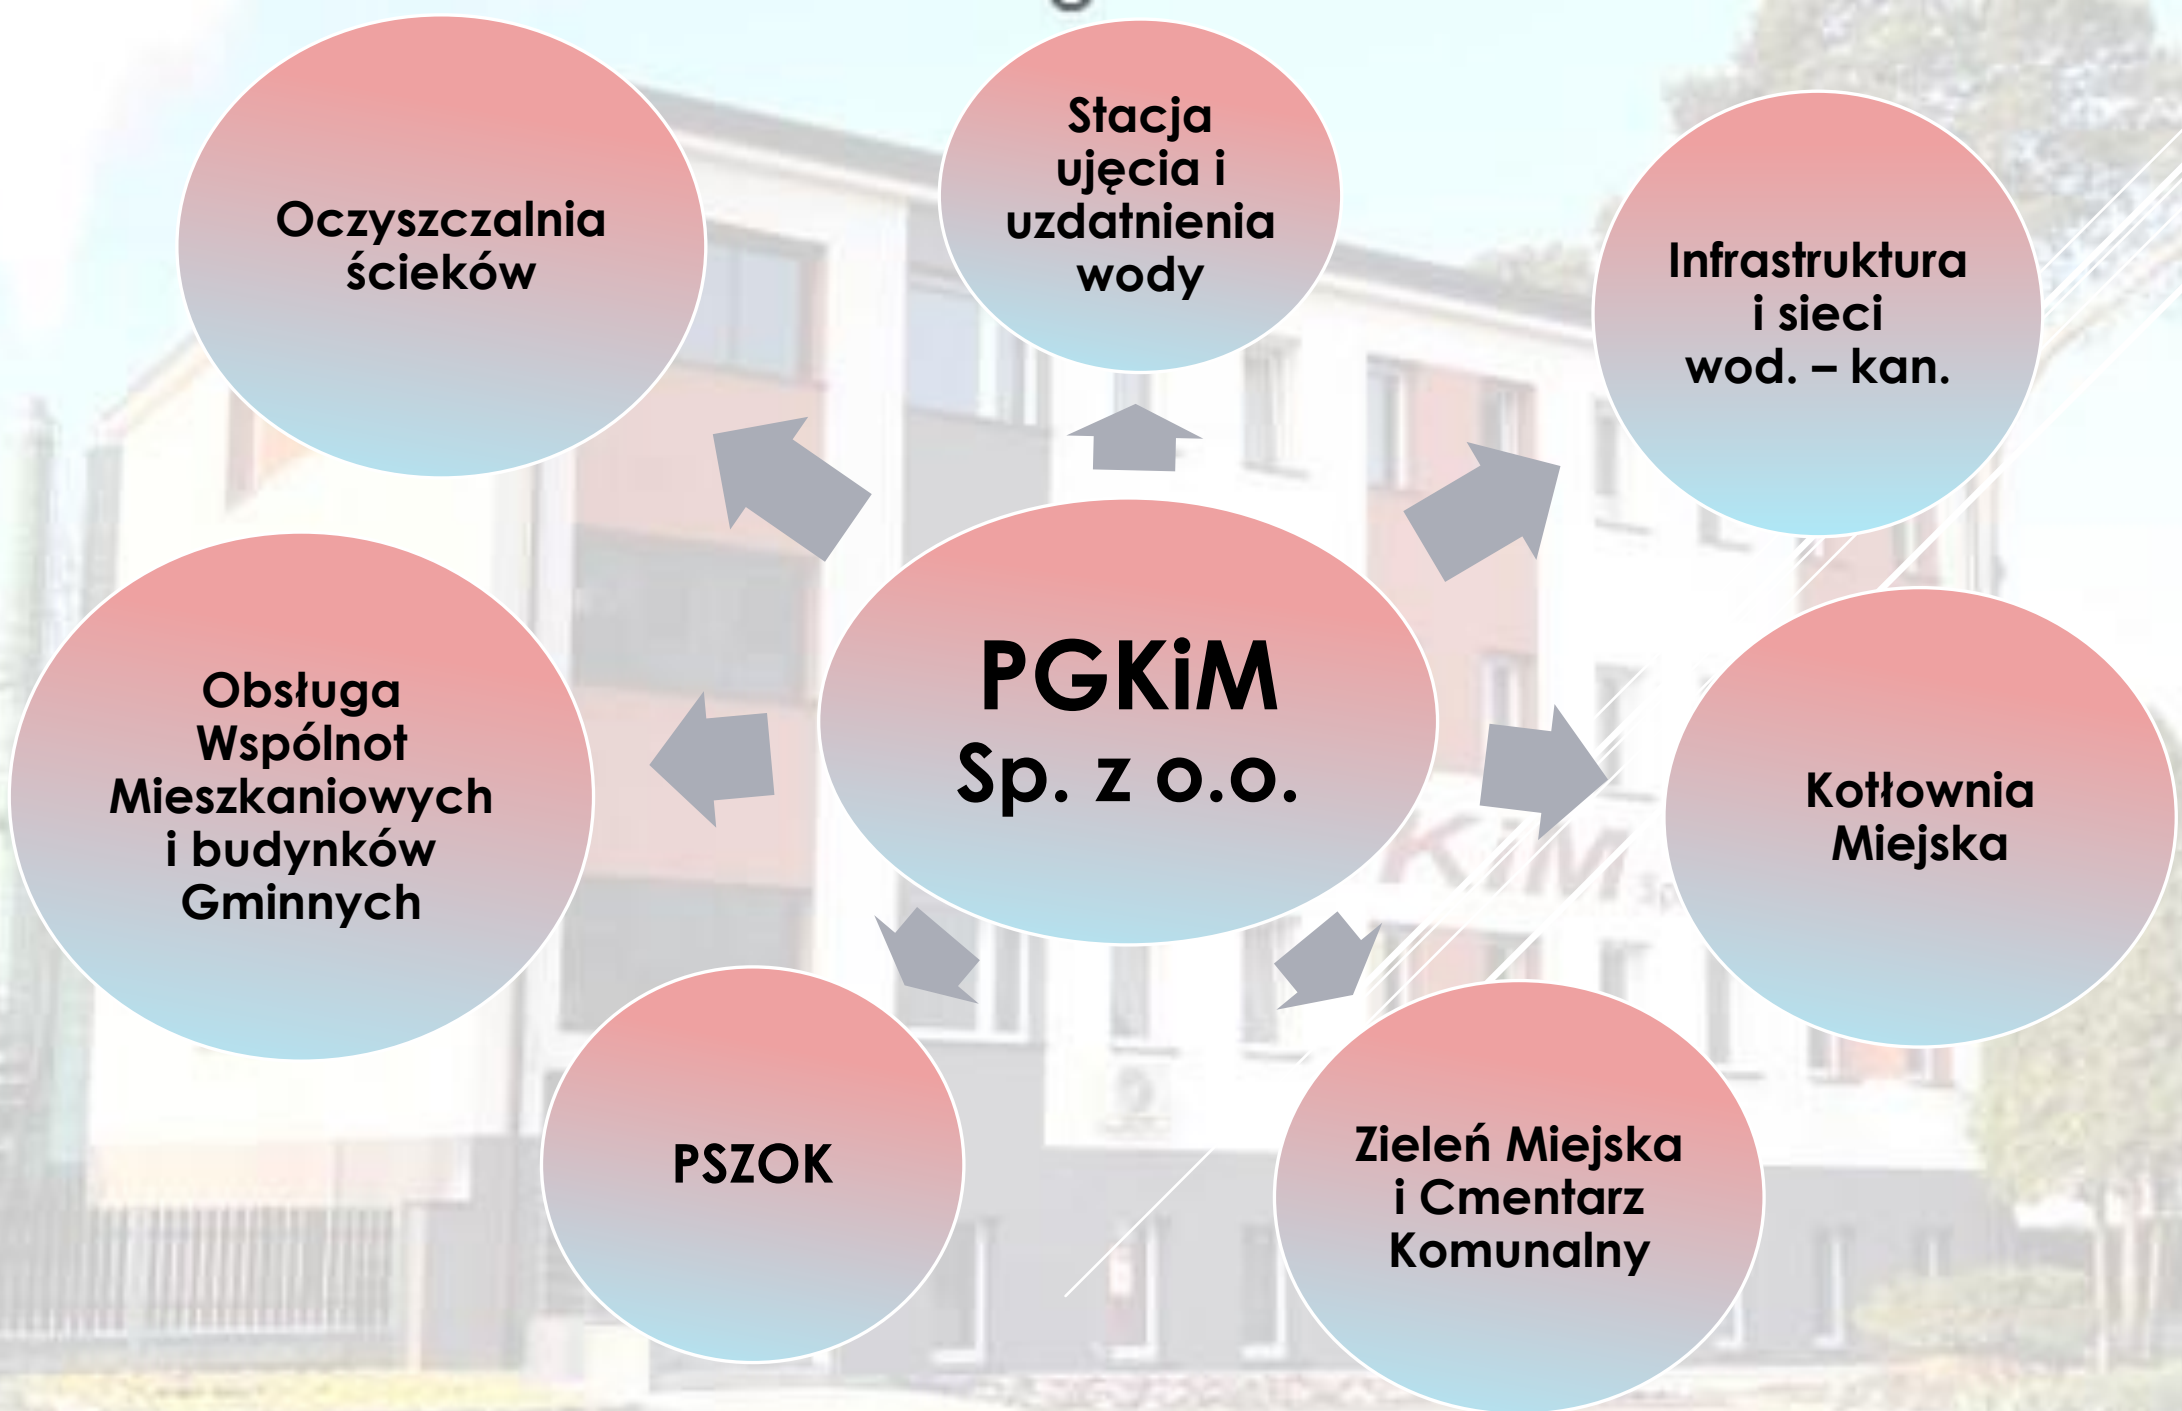 Oczyszczalnia
ścieków
Stacja
ujęcia i
uzdatnienia
wody
Infrastruktura
i sieci
wod. – kan.
PGKiM
Sp. z o.o.
Obsługa
Wspólnot
Mieszkaniowych
i budynków
Gminnych
Kotłownia
Miejska
KiM
PSZOK
Zieleń Miejska
i Cmentarz
Komunalny